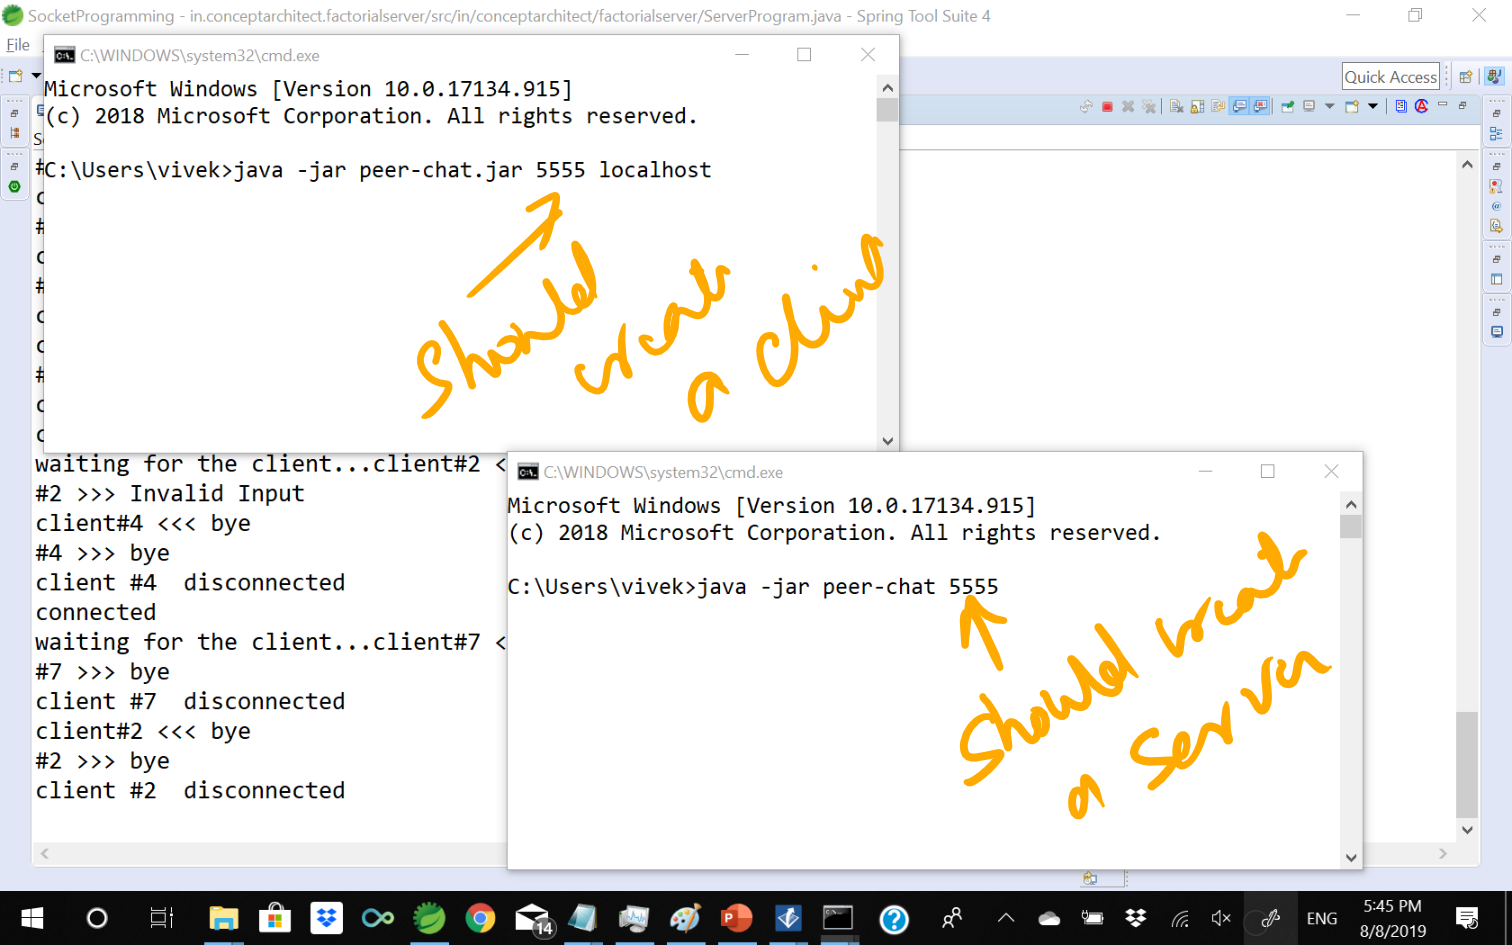 SocketProgramming - in.conceptarchitect.factorialserver/src/in/conceptarchitect/factorialserver/ServerProgram.java - Spring Tool Suite 4
File
C:\WINDOWS\system32\cmd.exe
Quick Access
Microsoft Windows [Version 10.0.17134.915]
(c) 2018 Microsoft Corporation. All rights reserved.
C:\Users\vivek>java -jar peer-chat.jar 5555 localhost
Should
create
a client
waiting for the client...client#2 <
#2 >>> Invalid Input
client#4 <<< bye
#4 >>> bye
client #4  disconnected
connected
waiting for the client...client#7 <
#7 >>> bye
client #7  disconnected
client#2 <<< bye
#2 >>> bye
client #2  disconnected
C:\WINDOWS\system32\cmd.exe
Microsoft Windows [Version 10.0.17134.915]
(c) 2018 Microsoft Corporation. All rights reserved.
C:\Users\vivek>java -jar peer-chat 5555
Should create
a server
14
ENG
5:45 PM
8/8/2019